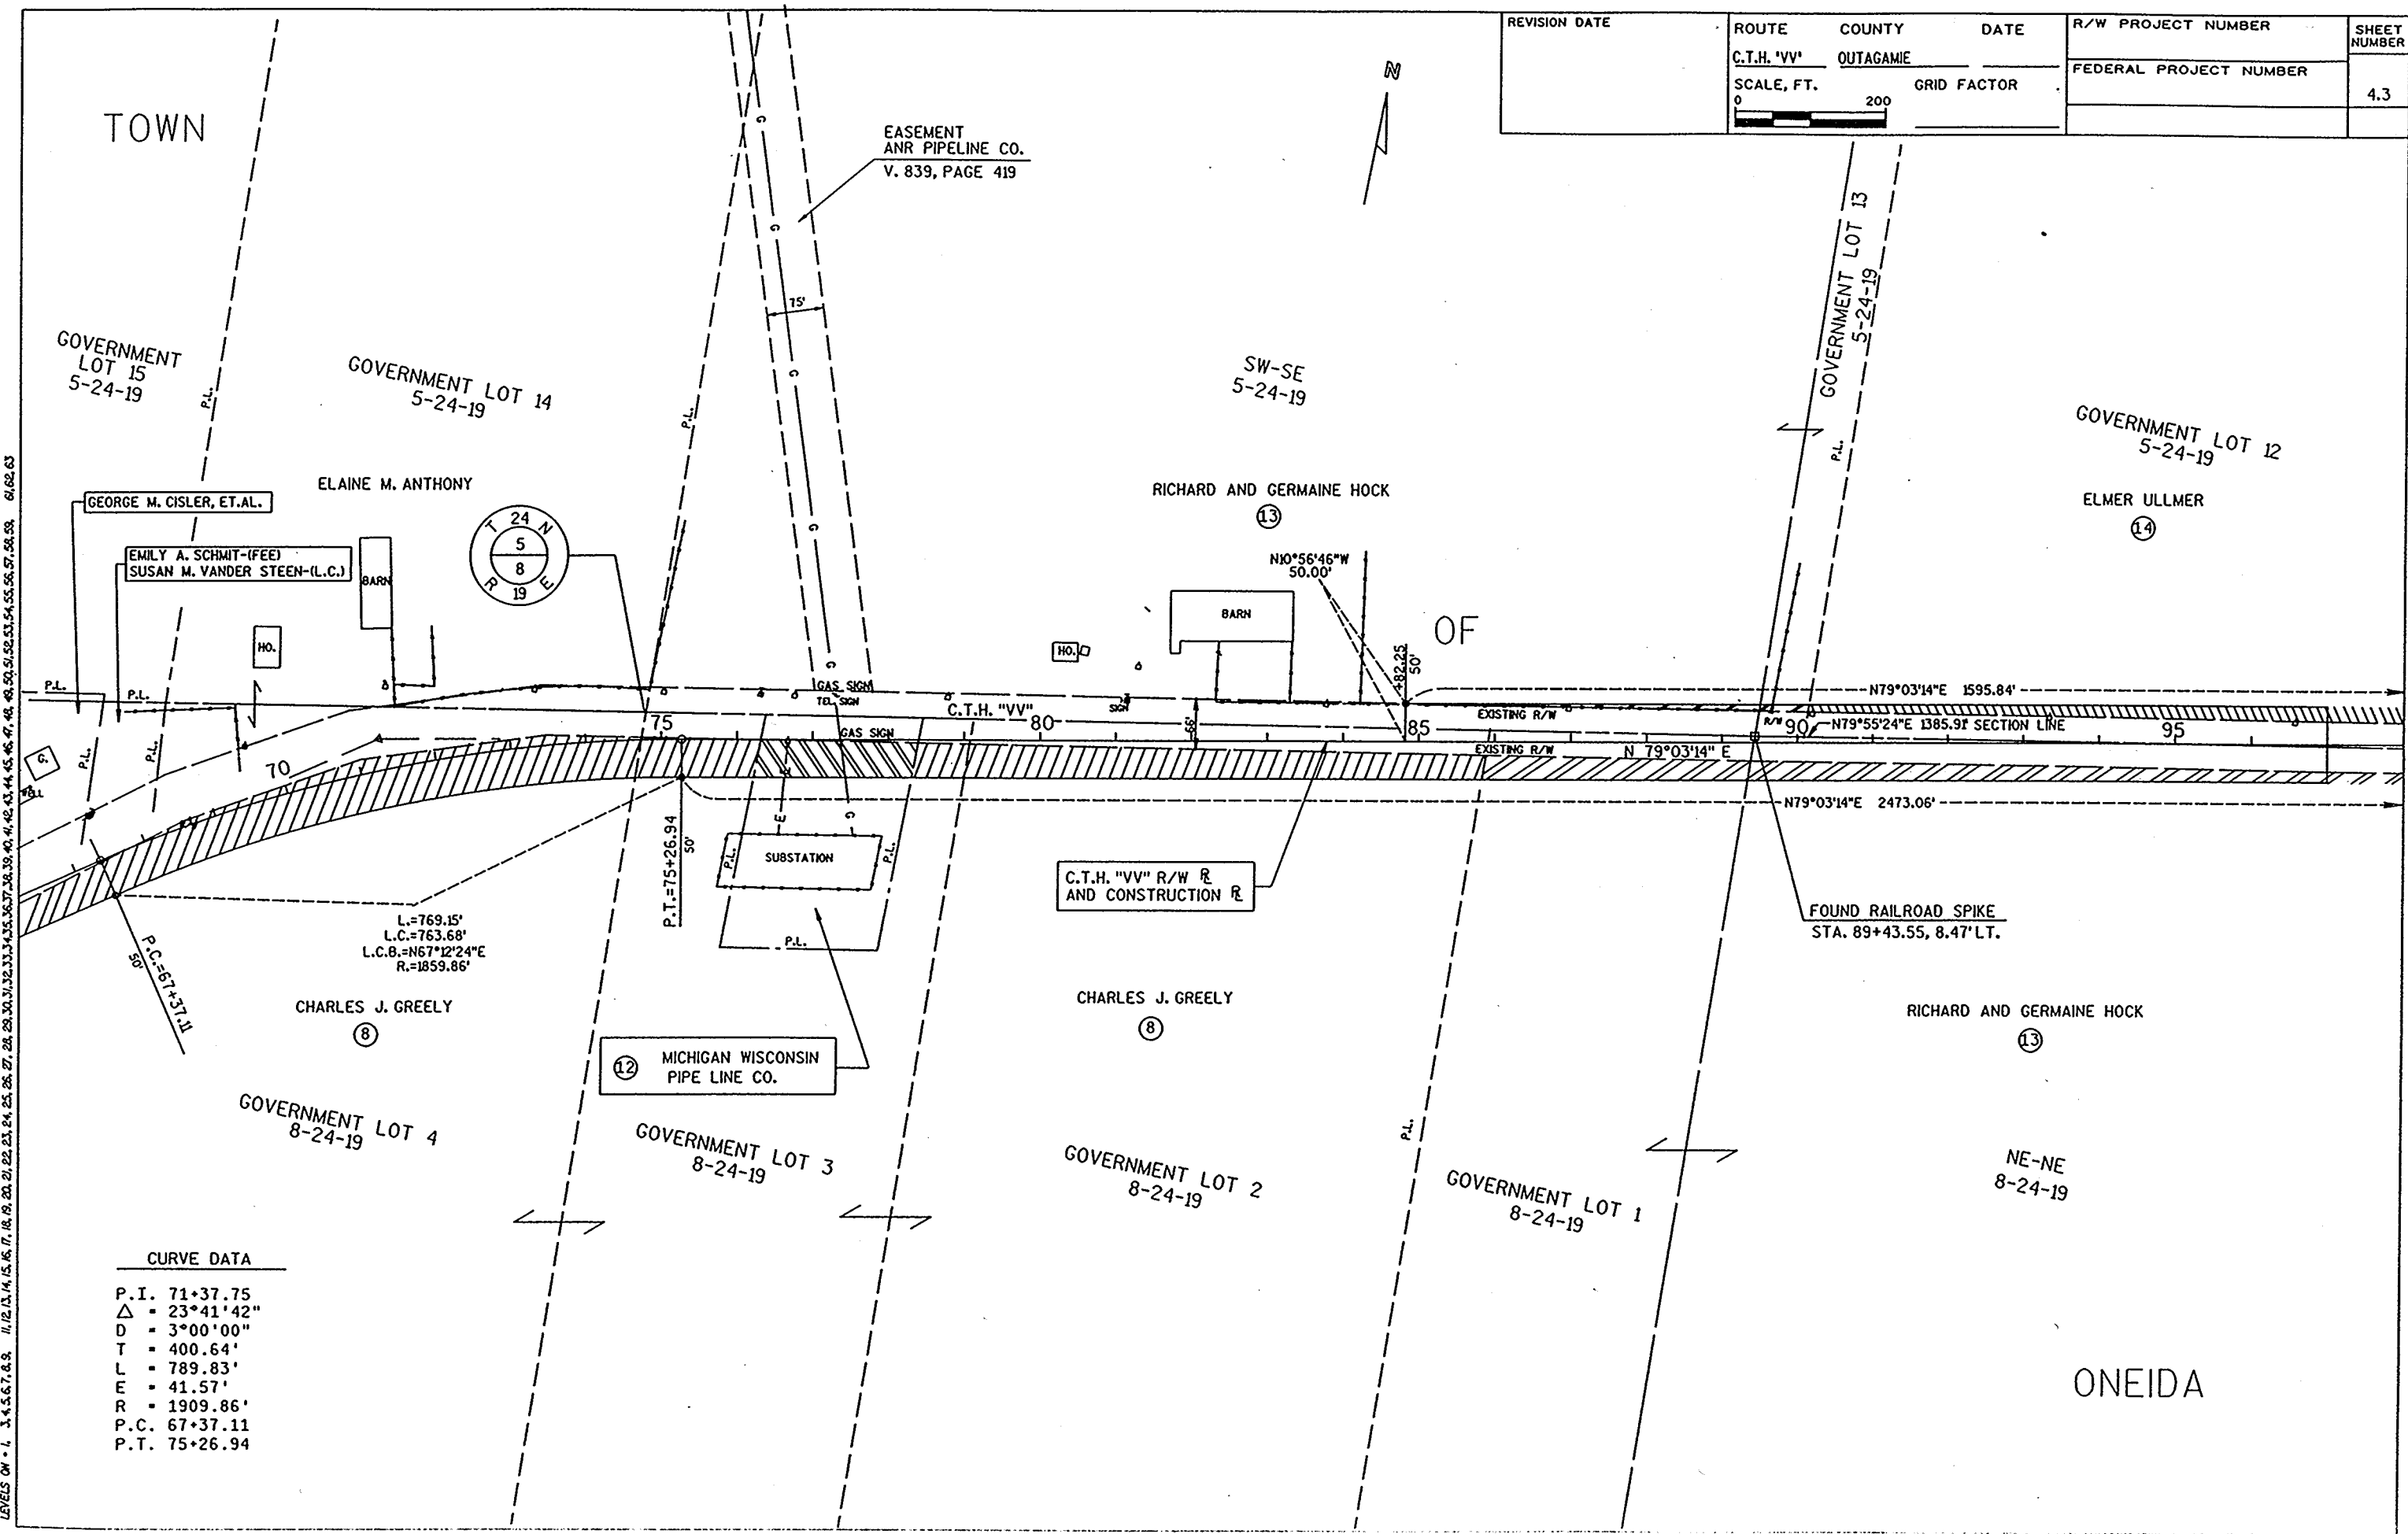 REVISION DATE
ROUTE COUNTY DATE
C.T.H. 'VV' OUTAGAMIE
SCALE, FT. GRID FACTOR
0 200
R/W PROJECT NUMBER
FEDERAL PROJECT NUMBER
SHEET
NUMBER
4.3
TOWN
N
EASEMENT
ANR PIPELINE CO.
V. 839, PAGE 419
G
G
75'
G
G
G
G
GOVERNMENT LOT 13
5-24-19
GOVERNMENT
LOT 15
5-24-19
P.L.
GOVERNMENT LOT 14
5-24-19
P.L.
SW-SE
5-24-19
P.L.
GOVERNMENT LOT 12
5-24-19
GEORGE M. CISLER, ET.AL.
ELAINE M. ANTHONY
EMILY A. SCHMIT-(FEE)
SUSAN M. VANDER STEEN-(L.C.)
BARN
HO.
T 24 N
5
8
R 19 E
RICHARD AND GERMAINE HOCK
13
ELMER ULLMER
14
N10°56'46"W
50.00'
BARN
HO.
OF
+82.25
50'
P.L.
P.L.
GAS SIGN
TEL SIGN
C.T.H. "VV"
SIGN
N79°03'14"E 1595.84'
EXISTING R/W
R/W
N79°55'24"E 1385.91' SECTION LINE
70
75
80
85
90
95
66'
GAS SIGN
EXISTING R/W
N 79°03'14" E
G.
WELL
P.L.
P.L.
N79°03'14"E 2473.06'
E
G
P.T.=75+26.94
50'
P.L.
SUBSTATION
P.L.
P.L.
C.T.H. "VV" R/W RL
AND CONSTRUCTION RL
FOUND RAILROAD SPIKE
STA. 89+43.55, 8.47' LT.
P.C.=67+37.11
50'
L.=769.15'
L.C.=763.68'
L.C.B.=N67°12'24"E
R.=1859.86'
CHARLES J. GREELY
8
CHARLES J. GREELY
8
RICHARD AND GERMAINE HOCK
13
12 MICHIGAN WISCONSIN
PIPE LINE CO.
GOVERNMENT LOT 4
8-24-19
GOVERNMENT LOT 3
8-24-19
GOVERNMENT LOT 2
8-24-19
P.L.
GOVERNMENT LOT 1
8-24-19
NE-NE
8-24-19
CURVE DATA
P.I. 71+37.75
△ = 23°41'42"
D = 3°00'00"
T = 400.64'
L = 789.83'
E = 41.57'
R = 1909.86'
P.C. 67+37.11
P.T. 75+26.94
ONEIDA